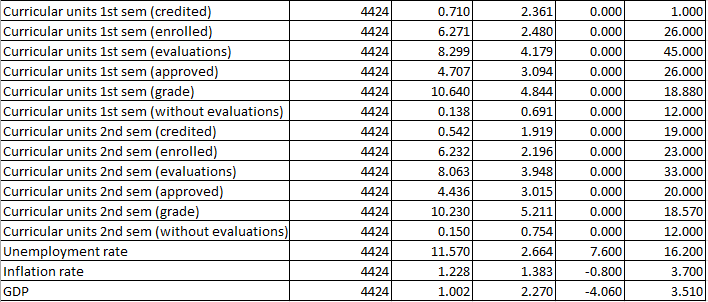 Curricular units 1st sem (credited) 4424 0.710 2.361 0.000 1.000
Curricular units 1st sem (enrolled) 4424 6.271 2.480 0.000 26.000
Curricular units 1st sem (evaluations) 4424 8.299 4.179 0.000 45.000
Curricular units 1st sem (approved) 4424 4.707 3.094 0.000 26.000
Curricular units 1st sem (grade) 4424 10.640 4.844 0.000 18.880
Curricular units 1st sem (without evaluations) 4424 0.138 0.691 0.000 12.000
Curricular units 2nd sem (credited) 4424 0.542 1.919 0.000 19.000
Curricular units 2nd sem (enrolled) 4424 6.232 2.196 0.000 23.000
Curricular units 2nd sem (evaluations) 4424 8.063 3.948 0.000 33.000
Curricular units 2nd sem (approved) 4424 4.436 3.015 0.000 20.000
Curricular units 2nd sem (grade) 4424 10.230 5.211 0.000 18.570
Curricular units 2nd sem (without evaluations) 4424 0.150 0.754 0.000 12.000
Unemployment rate 4424 11.570 2.664 7.600 16.200
Inflation rate 4424 1.228 1.383 -0.800 3.700
GDP 4424 1.002 2.270 -4.060 3.510